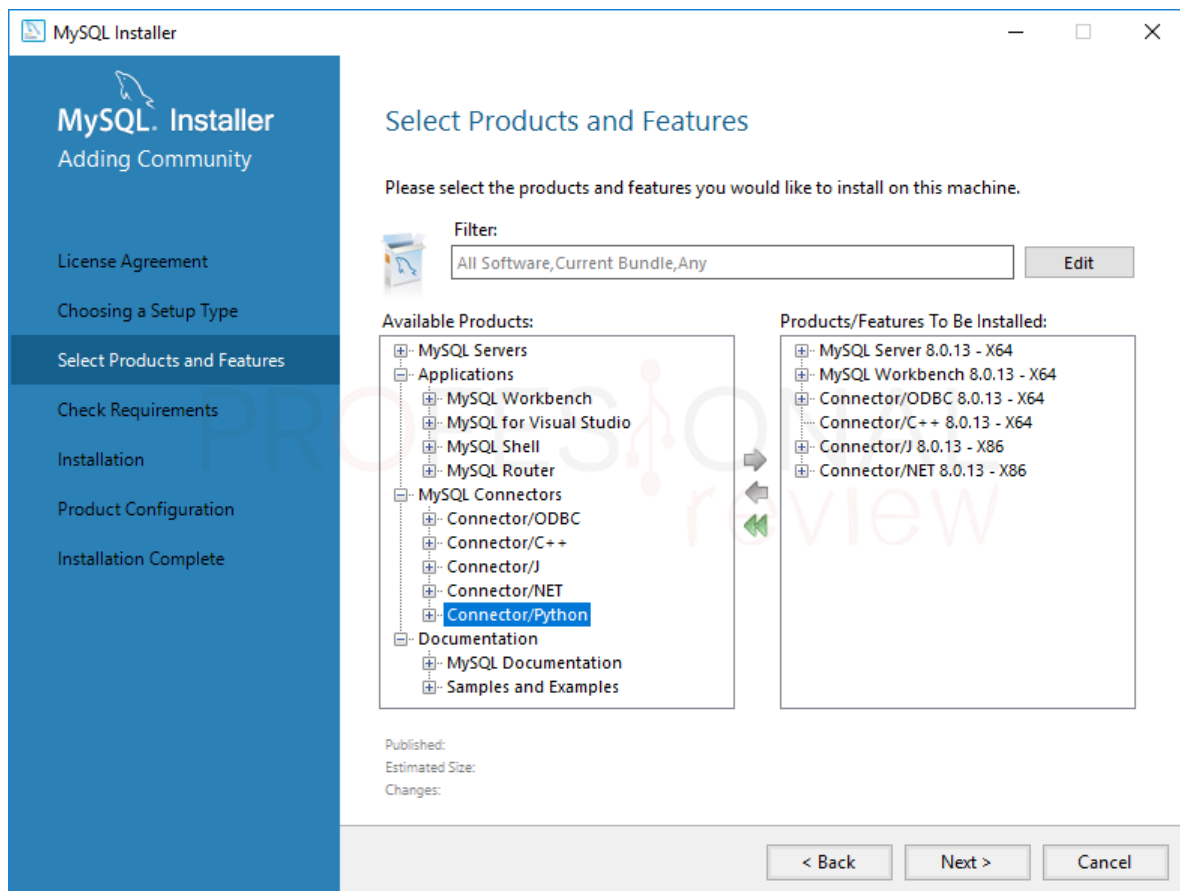 MySQL Installer
MySQL. Installer
Adding Community
License Agreement
Choosing a Setup Type
Select Products and Features
Check Requirements
Installation
Product Configuration
Installation Complete
Select Products and Features
Please select the products and features you would like to install on this machine.
Filter:
All Software,Current Bundle,Any
Edit
Available Products:
MySQL Servers
Applications
MySQL Workbench
MySQL for Visual Studio
MySQL Shell
MySQL Router
MySQL Connectors
Connector/ODBC
Connector/C++
Connector/J
Connector/NET
Connector/Python
Documentation
MySQL Documentation
Samples and Examples
Products/Features To Be Installed:
MySQL Server 8.0.13 - X64
MySQL Workbench 8.0.13 - X64
Connector/ODBC 8.0.13 - X64
Connector/C++ 8.0.13 - X64
Connector/J 8.0.13 - X86
Connector/NET 8.0.13 - X86
PROFESIONAL
review
Published:
Estimated Size:
Changes:
< Back
Next >
Cancel